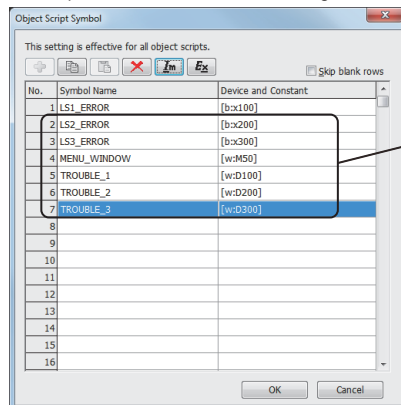 Object Script Symbol
This setting is effective for all object scripts.
Im Ex Skip blank rows
No. Symbol Name Device and Constant
1 LS1_ERROR [b:x100]
2 LS2_ERROR [b:x200]
3 LS3_ERROR [b:x300]
4 MENU_WINDOW [w:M50]
5 TROUBLE_1 [w:D100]
6 TROUBLE_2 [w:D200]
7 TROUBLE_3 [w:D300]
8
9
10
11
12
13
14
15
16
OK Cancel